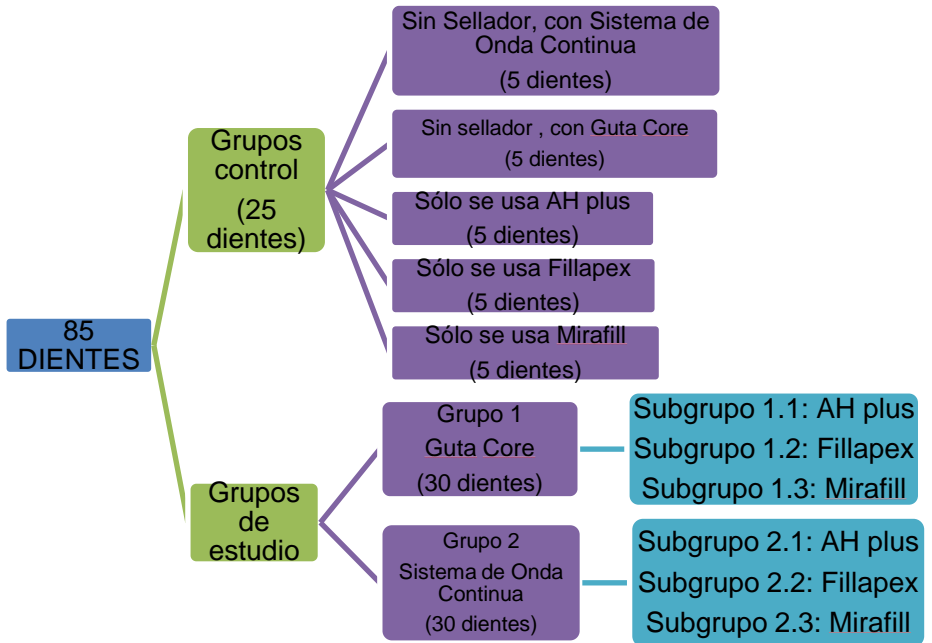 85
DIENTES
Grupos
control
(25
dientes)
Sin Sellador, con Sistema de
Onda Continua
(5 dientes)
Sin sellador , con Guta Core
(5 dientes)
Sólo se usa AH plus
(5 dientes)
Sólo se usa Fillapex
(5 dientes)
Sólo se usa Mirafill
(5 dientes)
Grupos
de
estudio
Grupo 1
Guta Core
(30 dientes)
Subgrupo 1.1: AH plus
Subgrupo 1.2: Fillapex
Subgrupo 1.3: Mirafill
Grupo 2
Sistema de Onda
Continua
(30 dientes)
Subgrupo 2.1: AH plus
Subgrupo 2.2: Fillapex
Subgrupo 2.3: Mirafill